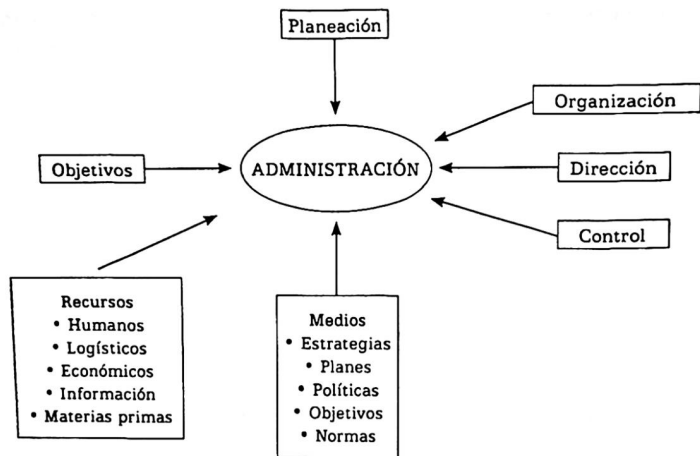 Planeación
Organización
ADMINISTRACIÓN
Objetivos
Dirección
Control
Recursos
• Humanos
• Logísticos
• Económicos
• Información
• Materias primas
Medios
• Estrategias
• Planes
• Políticas
• Objetivos
• Normas